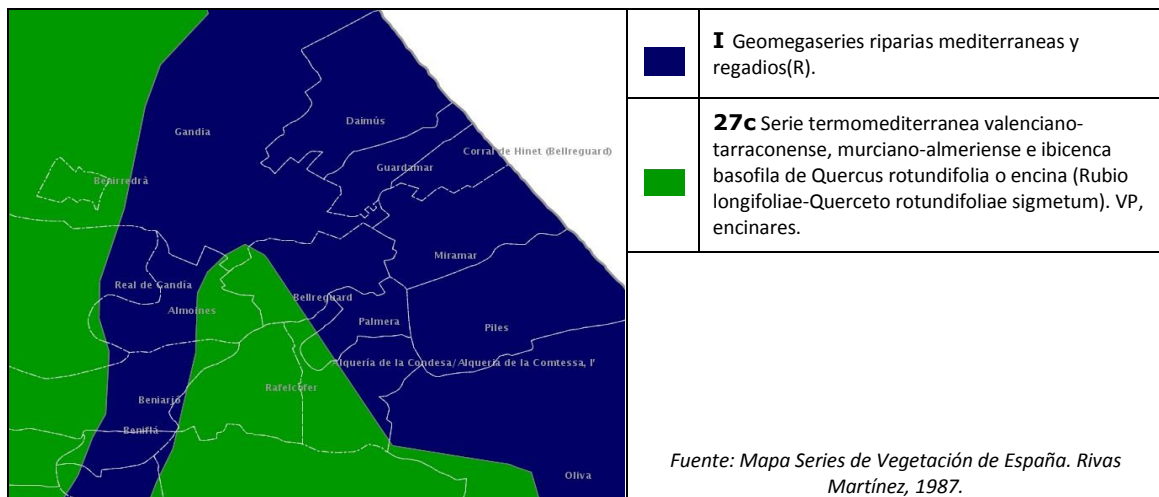 Gandía
Daimús
Corral de Hinet (Bellreguard)
Guardamar
Benirredrà
Miramar
Real de Gandía
Bellreguard
Almoines
Palmera
Piles
Alquería de la Condesa/Alquería de la Comtessa, l'
Rafelcofer
Beniarjó
Beniflá
Oliva
I Geomegaseries riparias mediterraneas y
regadios(R).
27c Serie termomediterranea valenciano-
tarraconense, murciano-almeriense e ibicenca
basofila de Quercus rotundifolia o encina (Rubio
longifoliae-Querceto rotundifoliae sigmetum). VP,
encinares.
Fuente: Mapa Series de Vegetación de España. Rivas
Martínez, 1987.